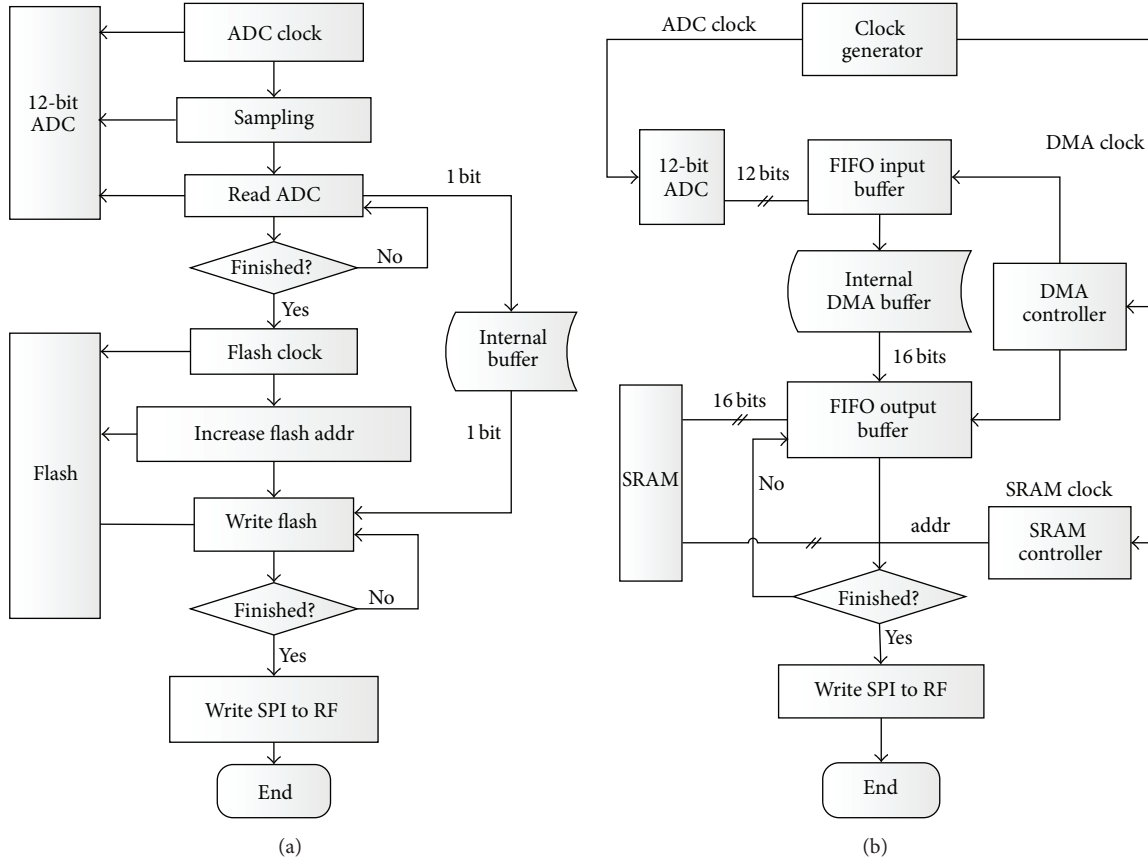 ADC clock
12-bit
ADC
Sampling
Read ADC
1 bit
Finished?
No
Yes
Flash clock
Internal
buffer
Increase flash addr
1 bit
Flash
Write flash
Finished?
No
Yes
Write SPI to RF
End
(a)
ADC clock
Clock
generator
DMA clock
12-bit
ADC
12 bits
FIFO input
buffer
Internal
DMA buffer
DMA
controller
16 bits
16 bits
FIFO output
buffer
SRAM
No
SRAM clock
addr
SRAM
controller
Finished?
Yes
Write SPI to RF
End
(b)